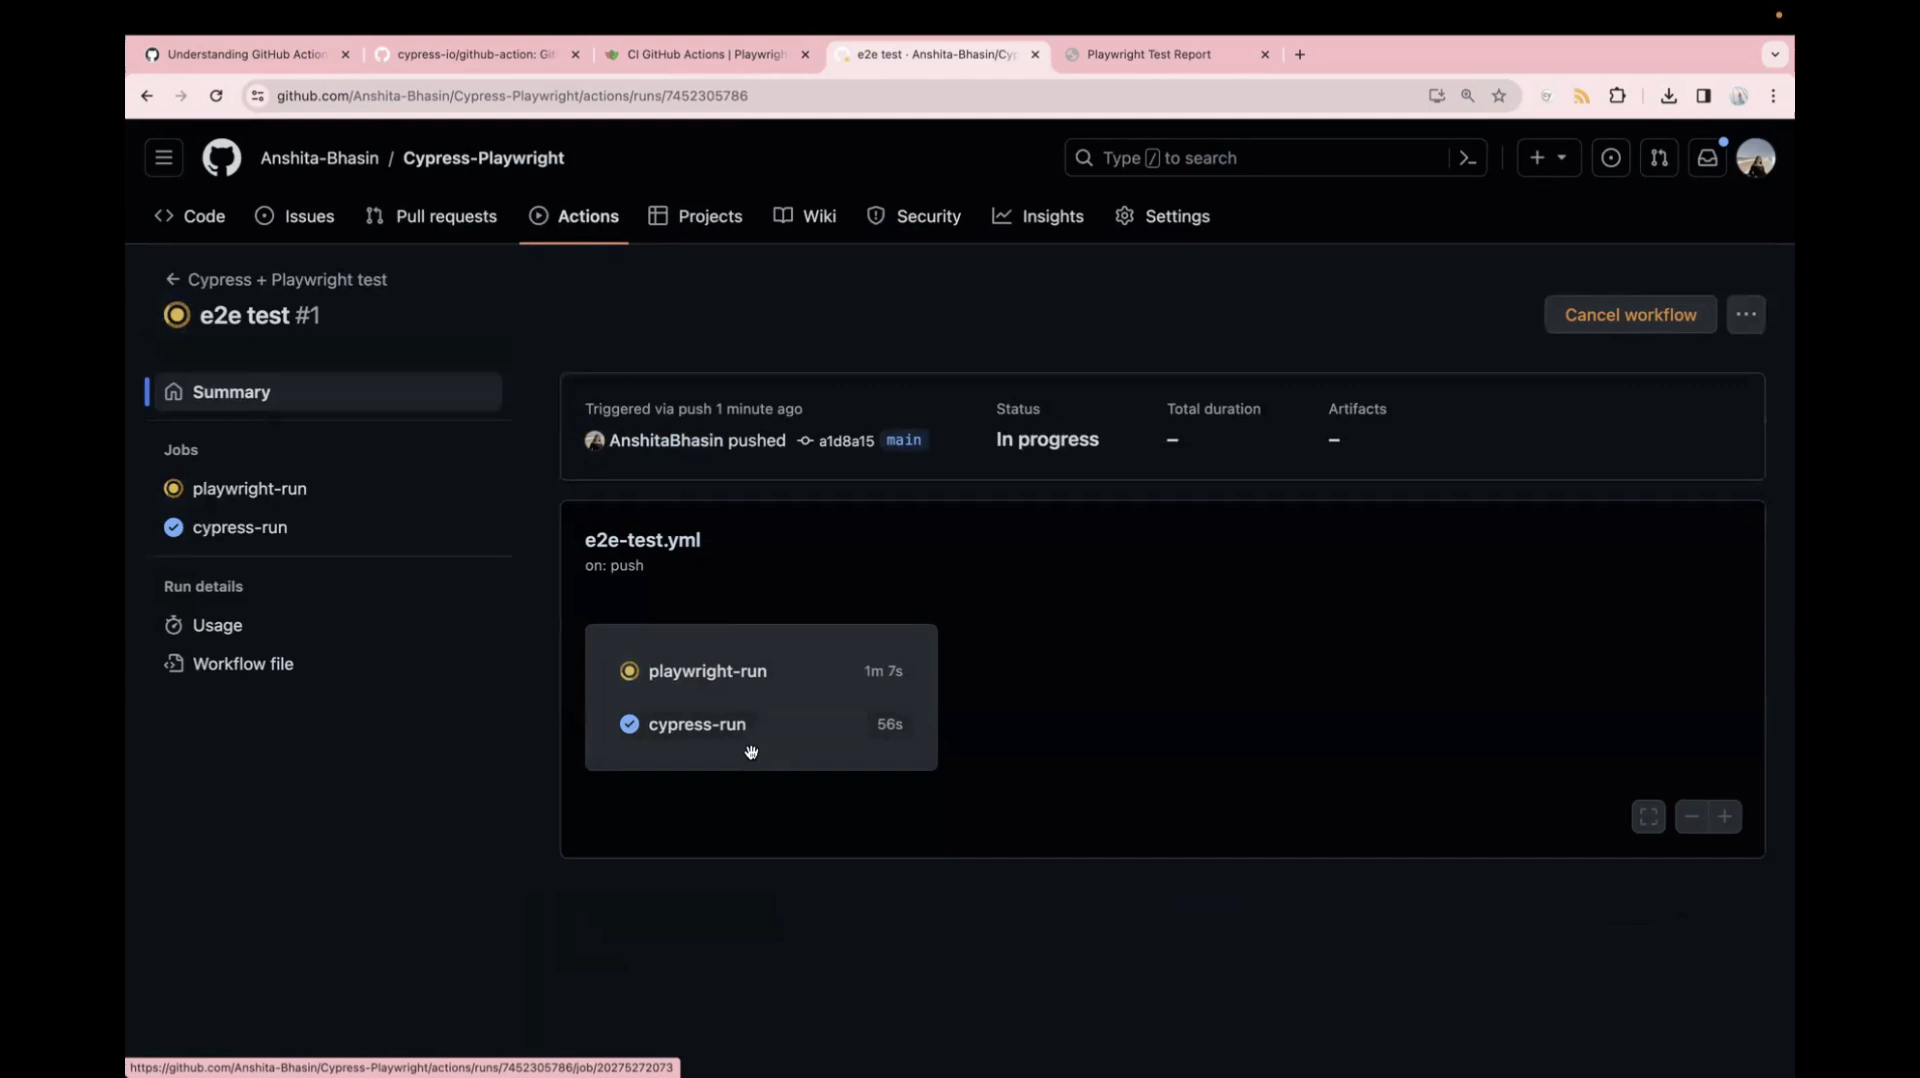 Understanding GitHub Action
cypress-io/github-action: Git
CI GitHub Actions | Playwrigh
e2e test · Anshita-Bhasin/Cyp
Playwright Test Report
github.com/Anshita-Bhasin/Cypress-Playwright/actions/runs/7452305786
Anshita-Bhasin / Cypress-Playwright
Type / to search
Code
Issues
Pull requests
Actions
Projects
Wiki
Security
Insights
Settings
Cypress + Playwright test
e2e test #1
Cancel workflow
Summary
Jobs
playwright-run
cypress-run
Run details
Usage
Workflow file
Triggered via push 1 minute ago
AnshitaBhasin pushed a1d8a15 main
Status
In progress
Total duration
–
Artifacts
–
e2e-test.yml
on: push
playwright-run 1m 7s
cypress-run 56s
https://github.com/Anshita-Bhasin/Cypress-Playwright/actions/runs/7452305786/job/20275272073